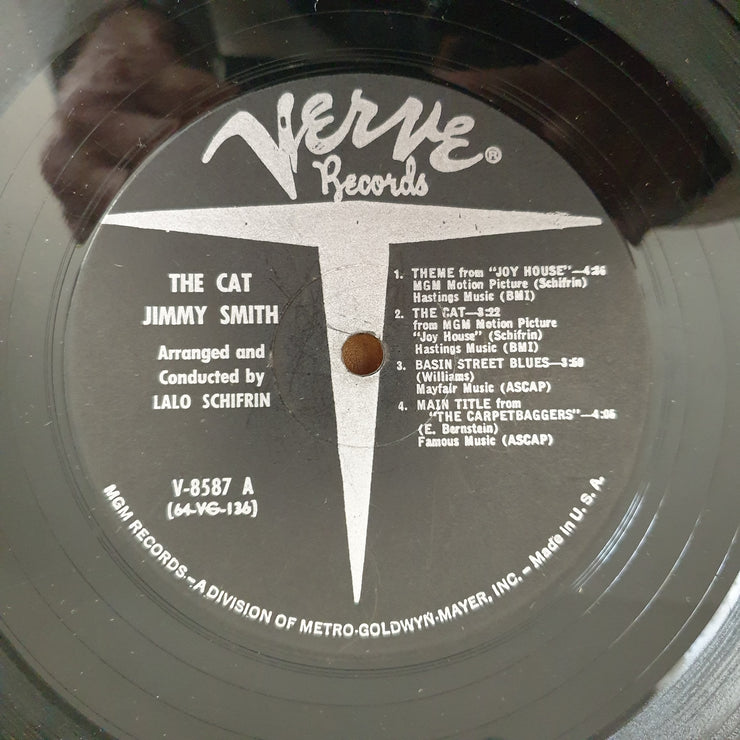 VERVE®
Records
THE CAT
JIMMY SMITH
Arranged and
Conducted by
LALO SCHIFRIN
V-8587 A
(64-VG-136)
1. THEME from "JOY HOUSE"—4:36
MGM Motion Picture (Schifrin)
Hastings Music (BMI)
2. THE CAT—3:22
from MGM Motion Picture
"Joy House" (Schifrin)
Hastings Music (BMI)
3. BASIN STREET BLUES—3:50
(Williams)
Mayfair Music (ASCAP)
4. MAIN TITLE from
"THE CARPETBAGGERS"—4:05
(E. Bernstein)
Famous Music (ASCAP)
MGM RECORDS—A DIVISION OF METRO-GOLDWYN-MAYER, INC. – Made in U. S. A.